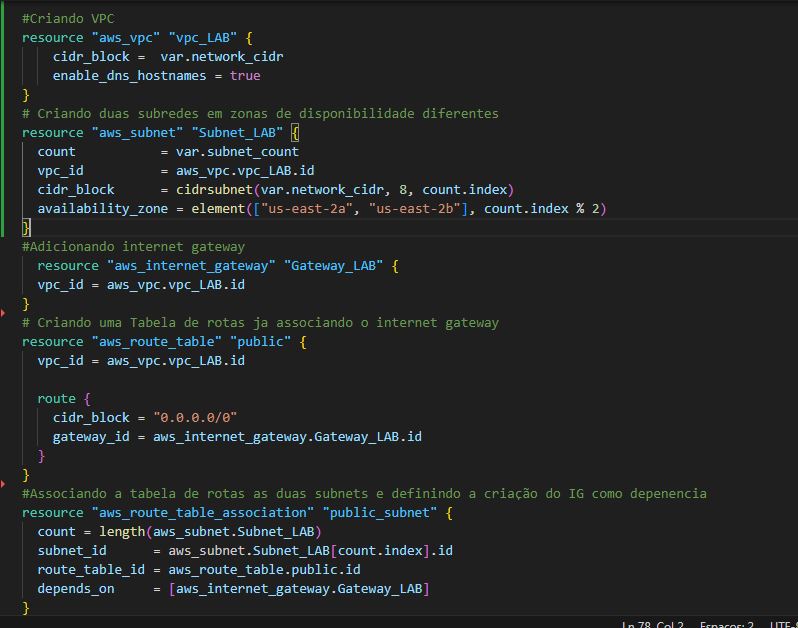 #Criando VPC
resource "aws_vpc" "vpc_LAB" {
    cidr_block =  var.network_cidr
    enable_dns_hostnames = true
}
# Criando duas subredes em zonas de disponibilidade diferentes
resource "aws_subnet" "Subnet_LAB" {
  count           = var.subnet_count
  vpc_id          = aws_vpc.vpc_LAB.id
  cidr_block      = cidrsubnet(var.network_cidr, 8, count.index)
  availability_zone = element(["us-east-2a", "us-east-2b"], count.index % 2)
}
#Adicionando internet gateway
  resource "aws_internet_gateway" "Gateway_LAB" {
  vpc_id = aws_vpc.vpc_LAB.id
}
# Criando uma Tabela de rotas ja associando o internet gateway
resource "aws_route_table" "public" {
  vpc_id = aws_vpc.vpc_LAB.id

  route {
    cidr_block = "0.0.0.0/0"
    gateway_id = aws_internet_gateway.Gateway_LAB.id
  }
}
#Associando a tabela de rotas as duas subnets e definindo a criação do IG como depenencia
resource "aws_route_table_association" "public_subnet" {
  count = length(aws_subnet.Subnet_LAB)
  subnet_id      = aws_subnet.Subnet_LAB[count.index].id
  route_table_id = aws_route_table.public.id
  depends_on     = [aws_internet_gateway.Gateway_LAB]
}
Ln 78, Col 2 Espaços: 2 UTF-8